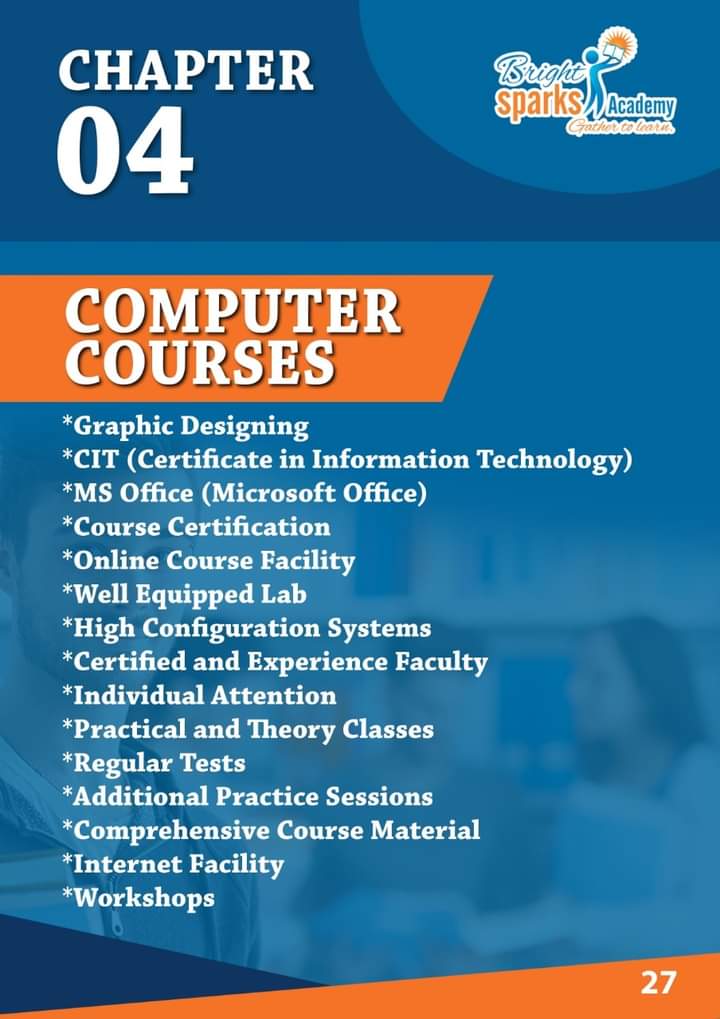 CHAPTER
04
Bright
sparks Academy
Gather to learn.
COMPUTER
COURSES
*Graphic Designing
*CIT (Certificate in Information Technology)
*MS Office (Microsoft Office)
*Course Certification
*Online Course Facility
*Well Equipped Lab
*High Configuration Systems
*Certified and Experience Faculty
*Individual Attention
*Practical and Theory Classes
*Regular Tests
*Additional Practice Sessions
*Comprehensive Course Material
*Internet Facility
*Workshops
27